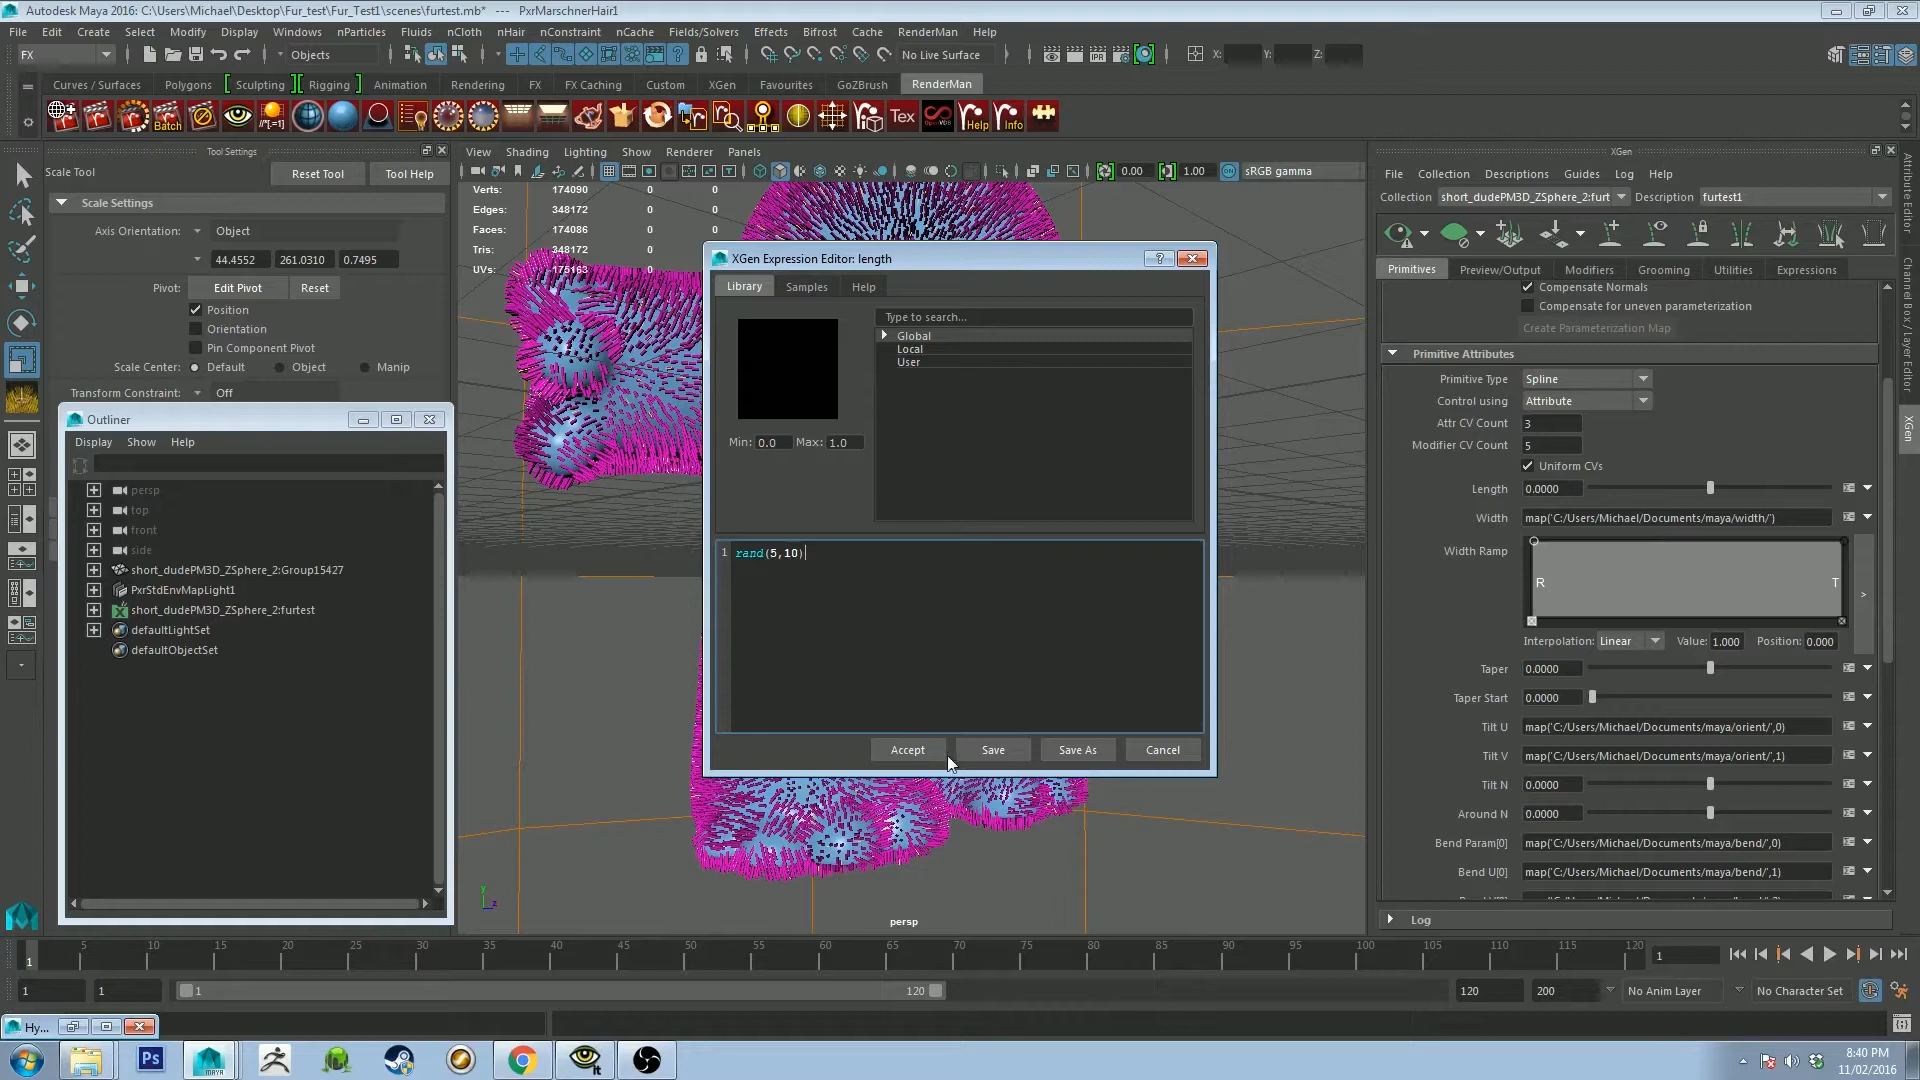 Autodesk Maya 2016: C:\Users\Michael\Desktop\Fur_test\Fur_Test1\scenes\furtest.mb* --- PxrMarschnerHair1
File Edit Create Select Modify Display Windows nParticles Fluids nCloth nHair nConstraint nCache Fields/Solvers Effects Bifrost Cache RenderMan Help
FX Objects No Live Surface X: Y: Z:
Curves / Surfaces Polygons Sculpting Rigging Animation Rendering FX FX Caching Custom XGen Favourites GoZBrush RenderMan
Batch //*[=1] Tex OpenVDB Help Info
Tool Settings
Scale Tool Reset Tool Tool Help
Scale Settings
Axis Orientation: Object
44.4552 261.0310 0.7495
Pivot: Edit Pivot Reset
Position
Orientation
Pin Component Pivot
Scale Center: Default Object Manip
Transform Constraint: Off
Outliner
Display Show Help
persp
top
front
side
short_dudePM3D_ZSphere_2:Group15427
PxrStdEnvMapLight1
short_dudePM3D_ZSphere_2:furtest
defaultLightSet
defaultObjectSet
View Shading Lighting Show Renderer Panels
0.00 1.00 sRGB gamma
Verts: 174090 0 0
Edges: 348172 0 0
Faces: 174086 0 0
Tris: 348172 0 0
UVs: 175163 0 0
XGen Expression Editor: length
Library Samples Help
Type to search...
Global
Local
User
Min: 0.0 Max: 1.0
1 rand(5,10)
Accept Save Save As Cancel
y
z
persp
XGen
File Collection Descriptions Guides Log Help
Collection short_dudePM3D_ZSphere_2:furt Description furtest1
Primitives Preview/Output Modifiers Grooming Utilities Expressions
Compensate Normals
Compensate for uneven parameterization
Create Parameterization Map
Primitive Attributes
Primitive Type Spline
Control using Attribute
Attr CV Count 3
Modifier CV Count 5
Uniform CVs
Length 0.0000
Width map('C:/Users/Michael/Documents/maya/width/')
Width Ramp
R T
Interpolation: Linear Value: 1.000 Position: 0.000
Taper 0.0000
Taper Start 0.0000
Tilt U map('C:/Users/Michael/Documents/maya/orient/',0)
Tilt V map('C:/Users/Michael/Documents/maya/orient/',1)
Tilt N 0.0000
Around N 0.0000
Bend Param[0] map('C:/Users/Michael/Documents/maya/bend/',0)
Bend U[0] map('C:/Users/Michael/Documents/maya/bend/',1)
Log
Attribute Editor
Channel Box / Layer Editor
XGen
1 5 10 15 20 25 30 35 40 45 50 55 60 65 70 75 80 85 90 95 100 105 110 115 120 1
1 1 1 120 120 200 No Anim Layer No Character Set
Hy...
Ps MAYA it
8:40 PM
11/02/2016